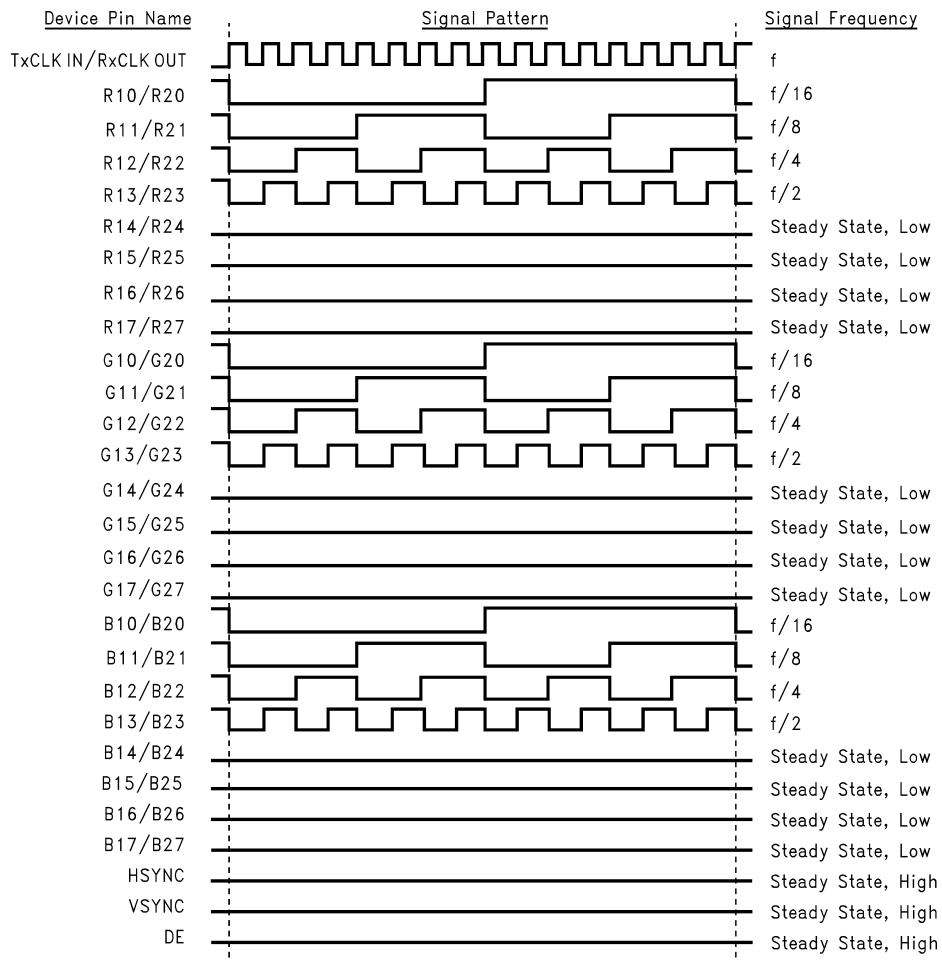 Device Pin Name Signal Pattern Signal Frequency
TxCLK IN/RxCLK OUT f
R10/R20 f/16
R11/R21 f/8
R12/R22 f/4
R13/R23 f/2
R14/R24 Steady State, Low
R15/R25 Steady State, Low
R16/R26 Steady State, Low
R17/R27 Steady State, Low
G10/G20 f/16
G11/G21 f/8
G12/G22 f/4
G13/G23 f/2
G14/G24 Steady State, Low
G15/G25 Steady State, Low
G16/G26 Steady State, Low
G17/G27 Steady State, Low
B10/B20 f/16
B11/B21 f/8
B12/B22 f/4
B13/B23 f/2
B14/B24 Steady State, Low
B15/B25 Steady State, Low
B16/B26 Steady State, Low
B17/B27 Steady State, Low
HSYNC Steady State, High
VSYNC Steady State, High
DE Steady State, High